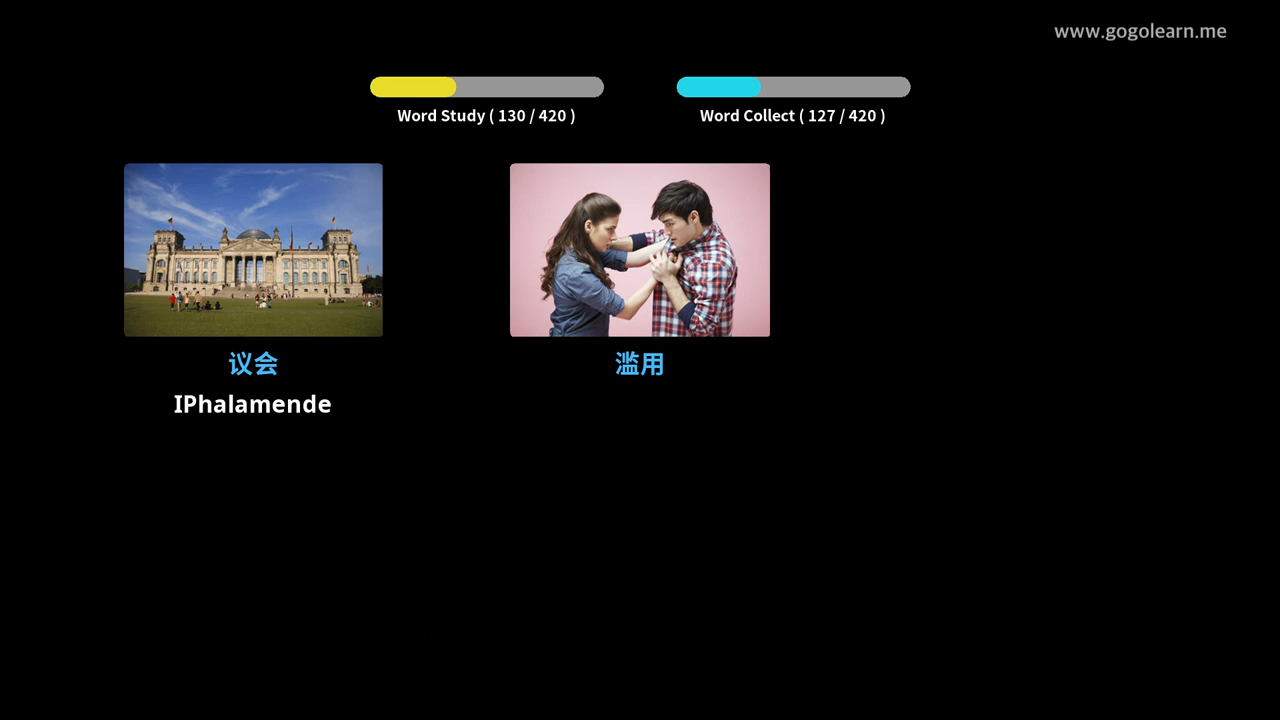 www.gogolearn.me
Word Study ( 130 / 420 )
Word Collect ( 127 / 420 )
议会
滥用
IPhalamende